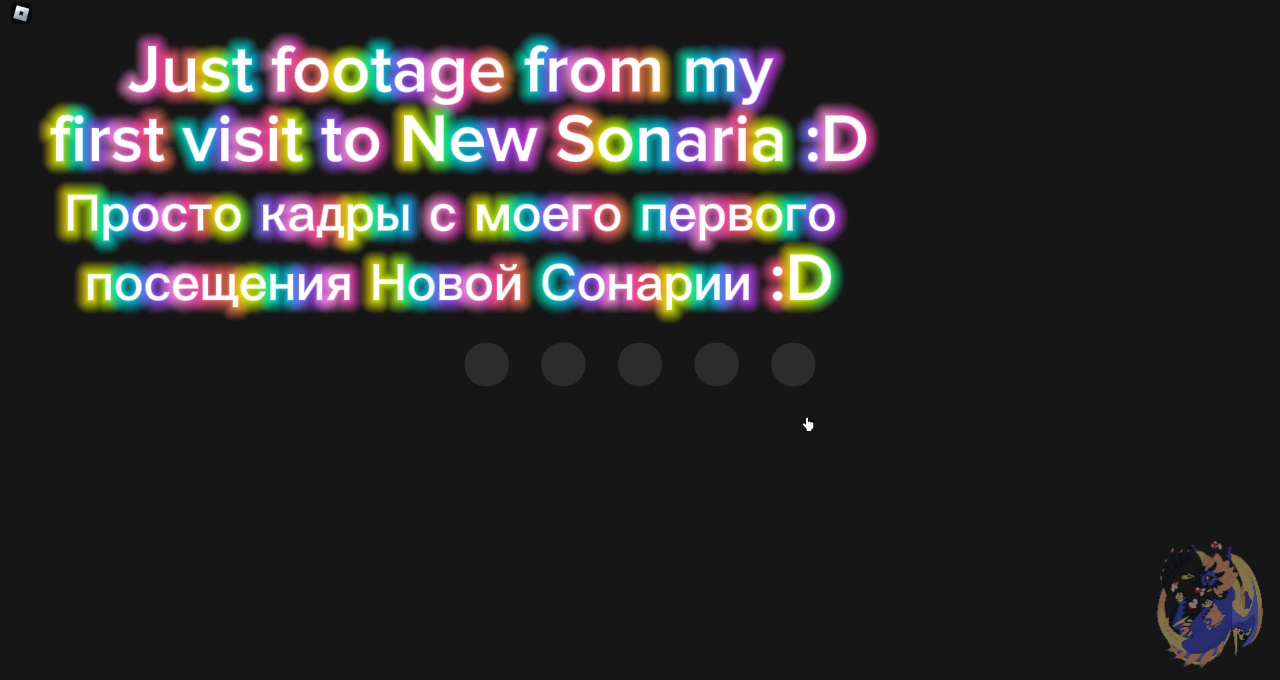 Just footage from my
first visit to New Sonaria :D
Просто кадры с моего первого
посещения Новой Сонарии :D